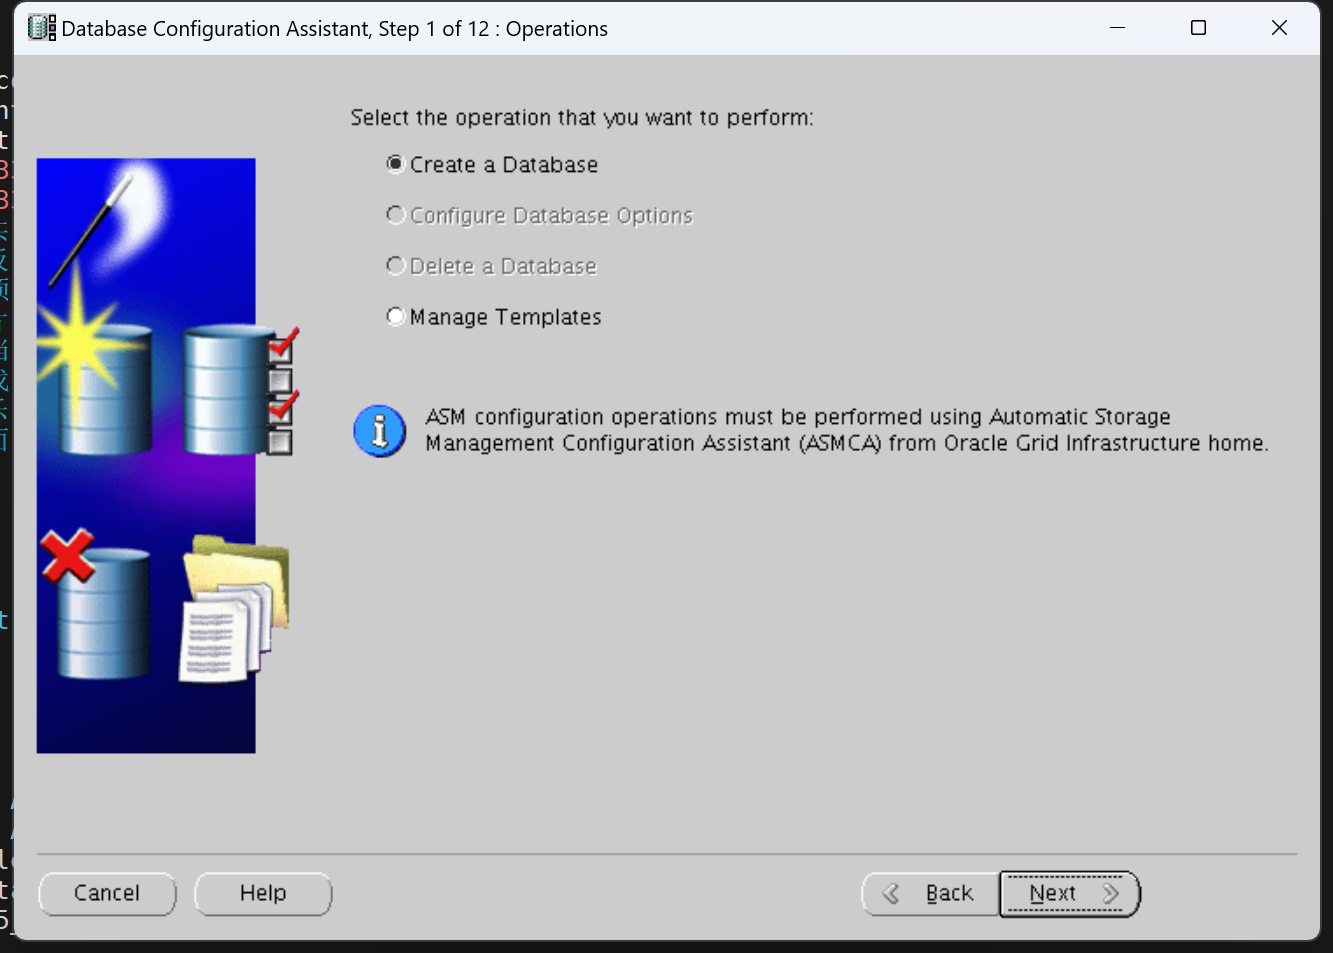 Database Configuration Assistant, Step 1 of 12 : Operations
Select the operation that you want to perform:
Create a Database
Configure Database Options
Delete a Database
Manage Templates
ASM configuration operations must be performed using Automatic Storage
Management Configuration Assistant (ASMCA) from Oracle Grid Infrastructure home.
Cancel
Help
Back
Next